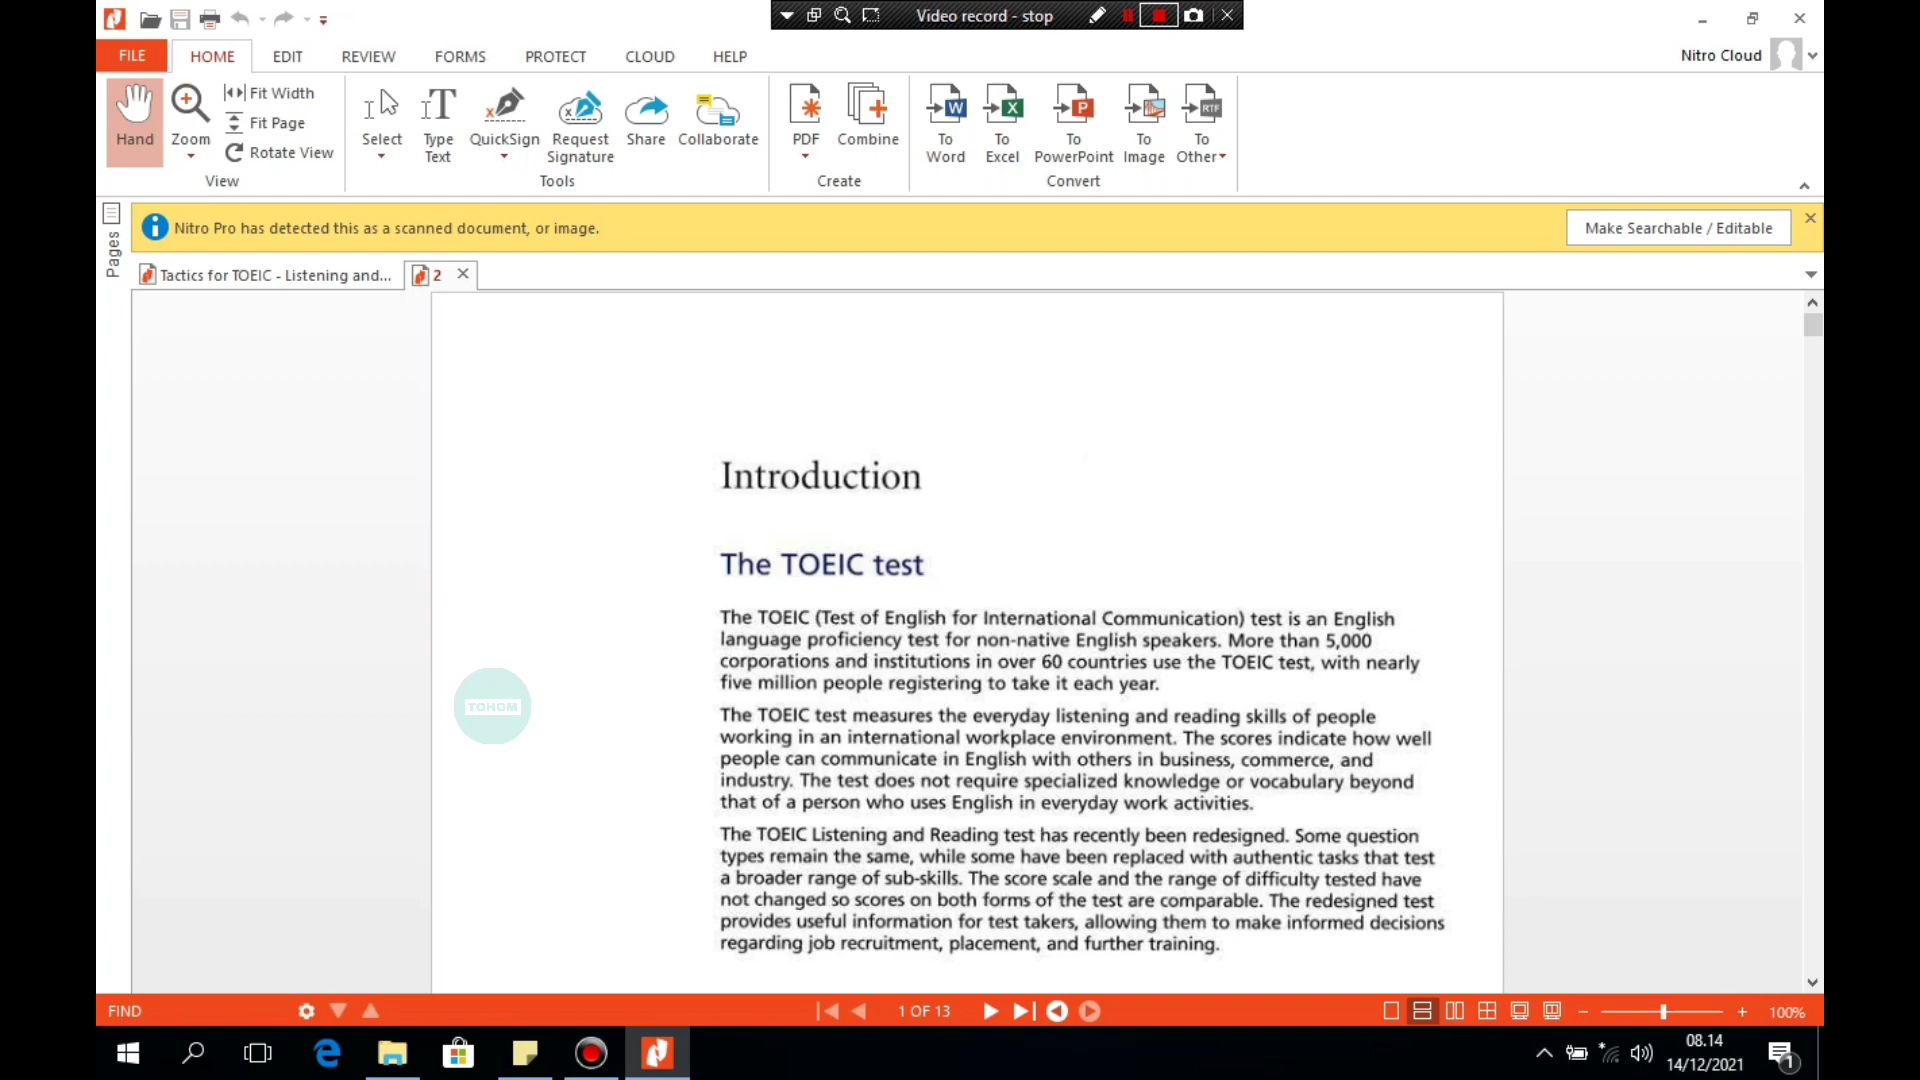 Video record - stop
FILE
HOME
EDIT
REVIEW
FORMS
PROTECT
CLOUD
HELP
Nitro Cloud
Hand
Zoom
Fit Width
Fit Page
Rotate View
View
Select
Type
Text
QuickSign
Request
Signature
Share
Collaborate
Tools
PDF
Combine
Create
To
Word
To
Excel
To
PowerPoint
To
Image
To
Other
Convert
Pages
Nitro Pro has detected this as a scanned document, or image.
Make Searchable / Editable
Tactics for TOEIC - Listening and...
2
Introduction
The TOEIC test
The TOEIC (Test of English for International Communication) test is an English
language proficiency test for non-native English speakers. More than 5,000
corporations and institutions in over 60 countries use the TOEIC test, with nearly
five million people registering to take it each year.
The TOEIC test measures the everyday listening and reading skills of people
working in an international workplace environment. The scores indicate how well
people can communicate in English with others in business, commerce, and
industry. The test does not require specialized knowledge or vocabulary beyond
that of a person who uses English in everyday work activities.
The TOEIC Listening and Reading test has recently been redesigned. Some question
types remain the same, while some have been replaced with authentic tasks that test
a broader range of sub-skills. The score scale and the range of difficulty tested have
not changed so scores on both forms of the test are comparable. The redesigned test
provides useful information for test takers, allowing them to make informed decisions
regarding job recruitment, placement, and further training.
TOHOM
FIND
1 OF 13
100%
08.14
14/12/2021
1